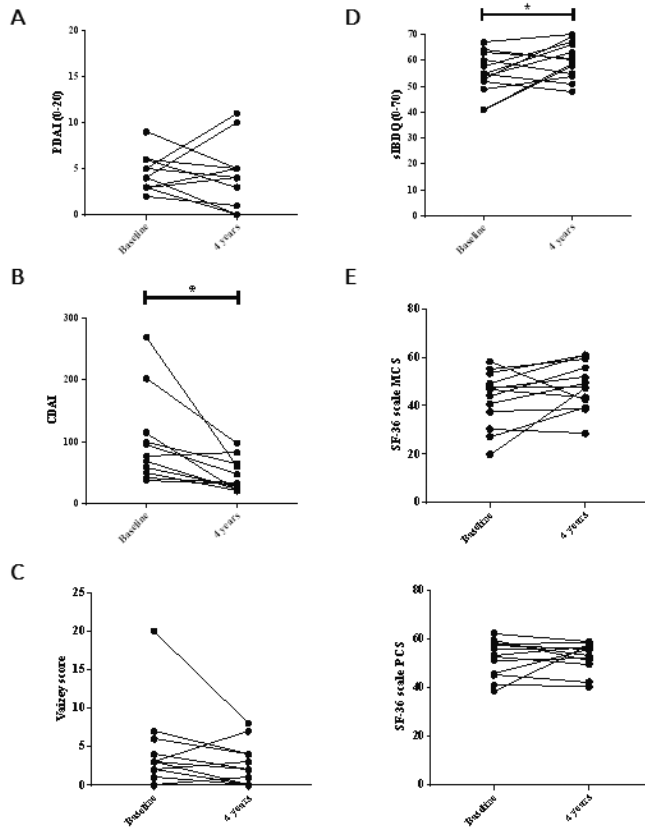 A
PDAI (0-20)
20
15
10
5
0
Baseline
4 years
B
*
CDAI
300
200
100
0
Baseline
4 years
C
Vaizey score
25
20
15
10
5
0
Baseline
4 years
D
*
sIBDQ (0-70)
70
60
50
40
30
20
10
0
Baseline
4 years
E
SF-36 scale MCS
80
60
40
20
0
Baseline
4 years
SF-36 scale PCS
80
60
40
20
0
Baseline
4 years